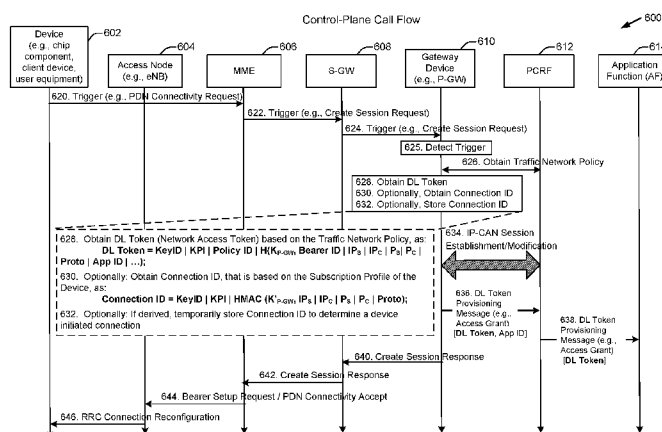 Control-Plane Call Flow
600
Device
(e.g., chip
component,
client device,
user equipment)
602
Access Node
(e.g., eNB)
604
MME
606
S-GW
608
Gateway
Device
(e.g., P-GW)
610
PCRF
612
Application
Function (AF)
614
620. Trigger (e.g., PDN Connectivity Request)
622. Trigger (e.g., Create Session Request)
624. Trigger (e.g., Create Session Request)
625. Detect Trigger
626. Obtain Traffic Network Policy
628. Obtain DL Token
630. Optionally, Obtain Connection ID
632. Optionally, Store Connection ID
628. Obtain DL Token (Network Access Token) based on the Traffic Network Policy, as:
DL Token = KeyID | KPI | Policy ID | H(KP-GW, Bearer ID | IPS | IPC | PS| PC |
Proto | App ID | …);
630. Optionally: Obtain Connection ID, that is based on the Subscription Profile of the
Device, as:
Connection ID = KeyID | KPI | HMAC (K'P-GW, IPS | IPC | PS | PC | Proto);
632. Optionally: If derived, temporarily store Connection ID to determine a device
initiated connection
634. IP-CAN Session
Establishment/Modification
636. DL Token
Provisioning
Message (e.g.,
Access Grant)
[DL Token, App ID]
638. DL Token
Provisioning
Message (e.g.,
Access Grant)
[DL Token]
640. Create Session Response
642. Create Session Response
644. Bearer Setup Request / PDN Connectivity Accept
646. RRC Connection Reconfiguration